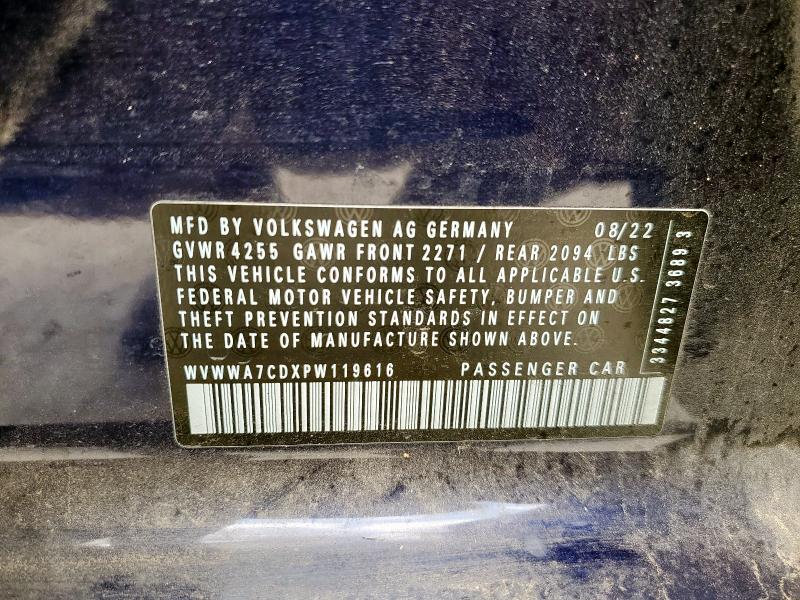 MFD BY VOLKSWAGEN AG GERMANY 08/22
GVWR 4255 GAWR FRONT 2271 / REAR 2094 LBS
THIS VEHICLE CONFORMS TO ALL APPLICABLE U.S.
FEDERAL MOTOR VEHICLE SAFETY, BUMPER AND
THEFT PREVENTION STANDARDS IN EFFECT ON
THE DATE OF MANUFACTURE SHOWN ABOVE.
WVWWA7CDXPW119616 PASSENGER CAR
3344827 3689 3